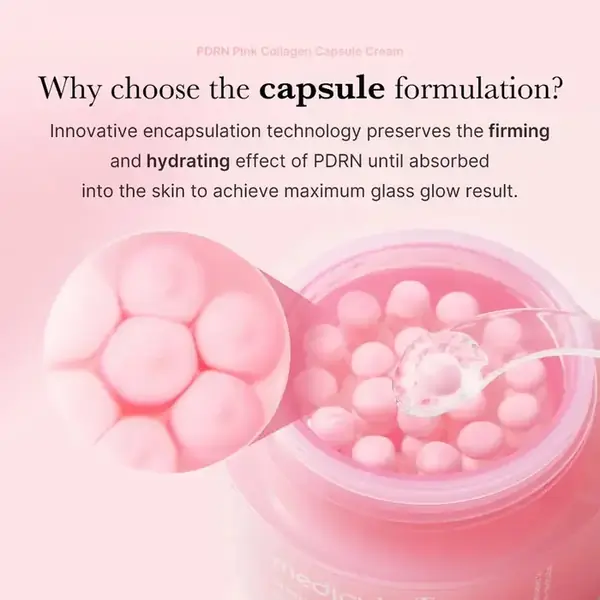 PDRN Pink Collagen Capsule Cream
Why choose the capsule formulation?
Innovative encapsulation technology preserves the firming
and hydrating effect of PDRN until absorbed
into the skin to achieve maximum glass glow result.